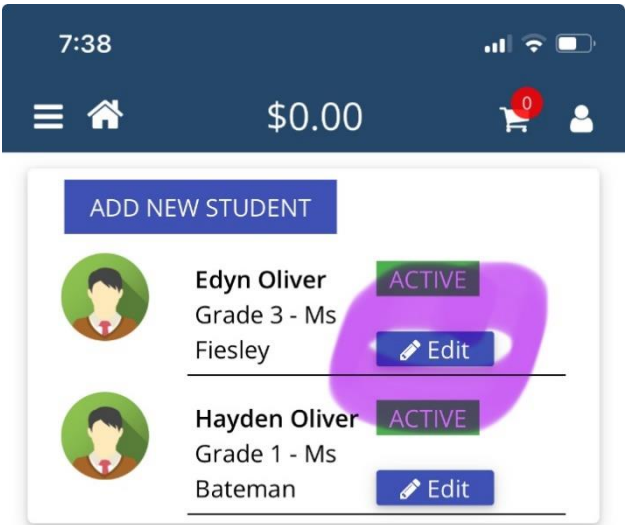 7:38
$0.00
0
ADD NEW STUDENT
Edyn Oliver ACTIVE
Grade 3 - Ms
Fiesley Edit
Hayden Oliver ACTIVE
Grade 1 - Ms
Bateman Edit